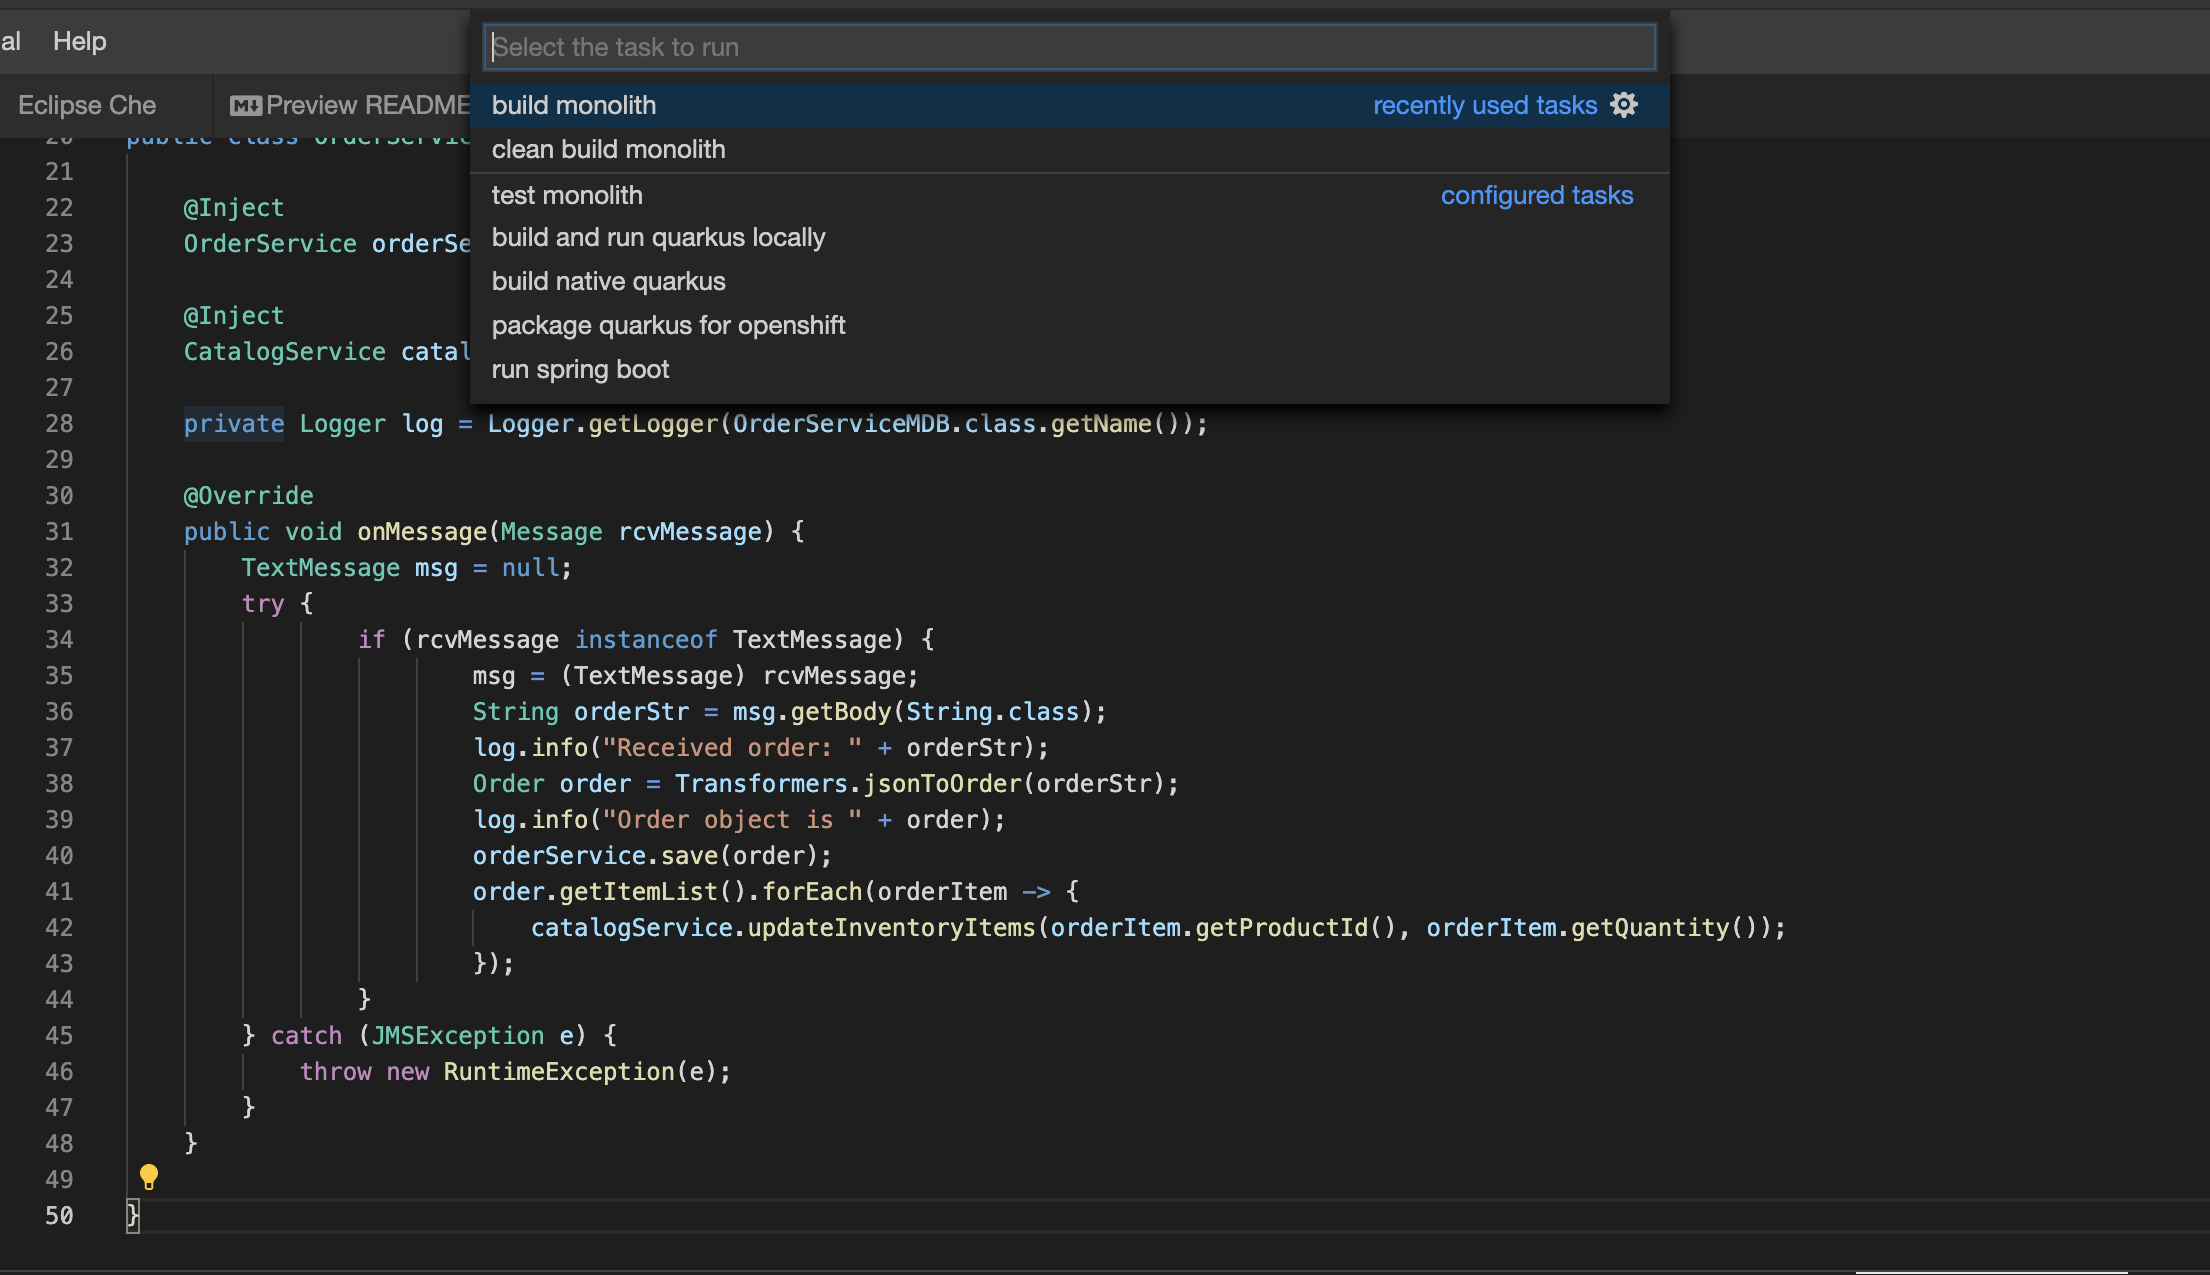 al Help
Select the task to run
Eclipse Che Preview README
build monolith recently used tasks
clean build monolith
test monolith configured tasks
build and run quarkus locally
build native quarkus
package quarkus for openshift
run spring boot
20 public class OrderServic
21
22 @Inject
23 OrderService orderSe
24
25 @Inject
26 CatalogService catal
27
28 private Logger log = Logger.getLogger(OrderServiceMDB.class.getName());
29
30 @Override
31 public void onMessage(Message rcvMessage) {
32 TextMessage msg = null;
33 try {
34 if (rcvMessage instanceof TextMessage) {
35 msg = (TextMessage) rcvMessage;
36 String orderStr = msg.getBody(String.class);
37 log.info("Received order: " + orderStr);
38 Order order = Transformers.jsonToOrder(orderStr);
39 log.info("Order object is " + order);
40 orderService.save(order);
41 order.getItemList().forEach(orderItem -> {
42 catalogService.updateInventoryItems(orderItem.getProductId(), orderItem.getQuantity());
43 });
44 }
45 } catch (JMSException e) {
46 throw new RuntimeException(e);
47 }
48 }
49
50 }